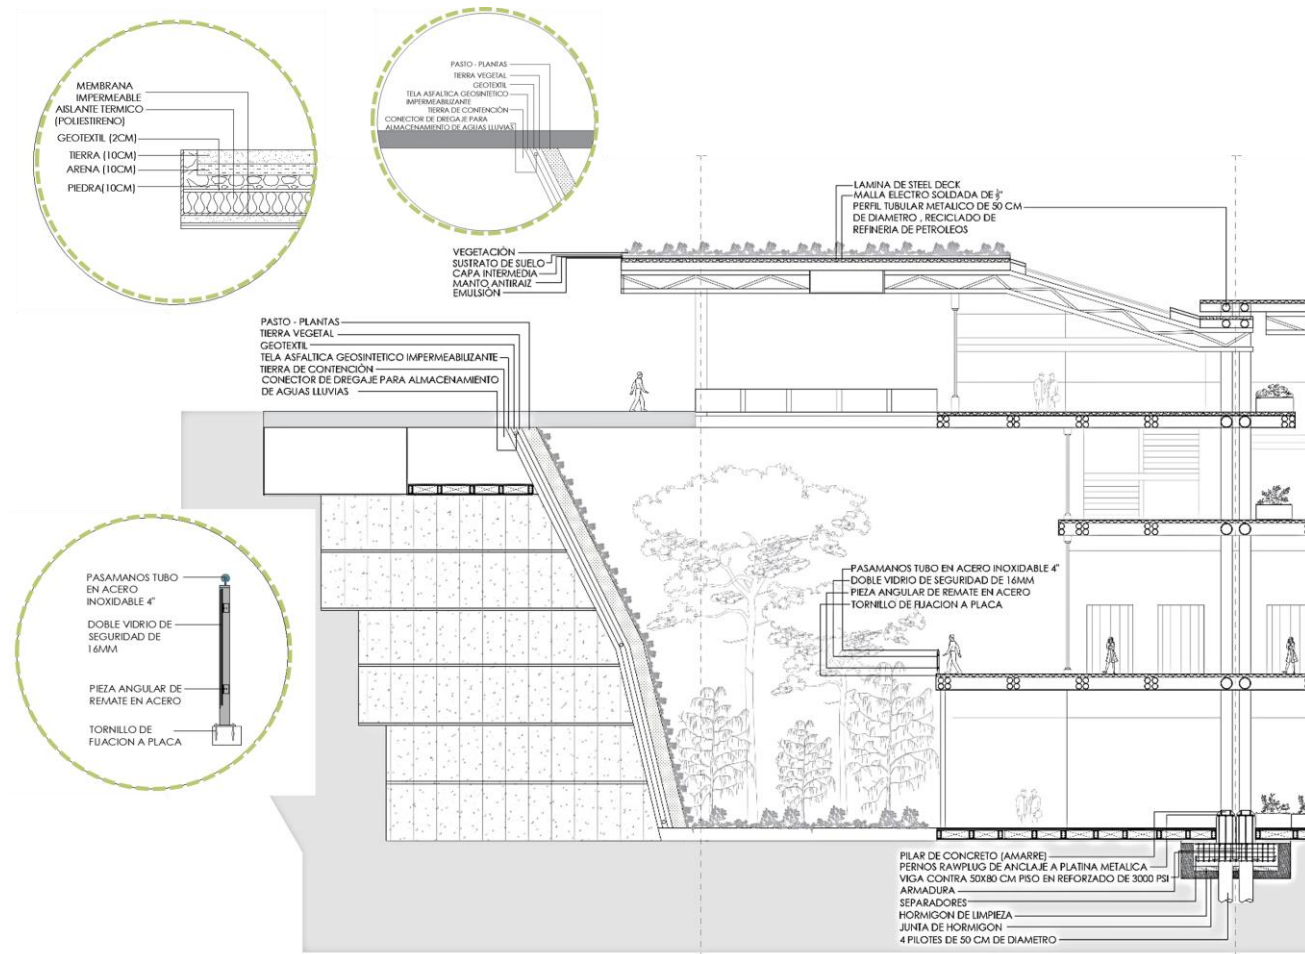 MEMBRANA
IMPERMEABLE
AISLANTE TERMICO
(POLIESTIRENO)
GEOTEXTIL (2CM)
TIERRA (10CM)
ARENA (10CM)
PIEDRA(10CM)
PASTO - PLANTAS
TIERRA VEGETAL
GEOTEXTIL
TELA ASFALTICA GEOSINTETICO
IMPERMEABILIZANTE
TIERRA DE CONTENCIÓN
CONECTOR DE DREGAJE PARA
ALMACENAMIENTO DE AGUAS LLUVIAS
LAMINA DE STEEL DECK
MALLA ELECTRO SOLDADA DE
PERFIL TUBULAR METALICO DE 50 CM
DE DIAMETRO , RECICLADO DE
REFINERIA DE PETROLEOS
VEGETACIÓN
SUSTRATO DE SUELO
CAPA INTERMEDIA
MANTO ANTIRAIZ
EMULSIÓN
PASTO - PLANTAS
TIERRA VEGETAL
GEOTEXTIL
TELA ASFALTICA GEOSINTETICO IMPERMEABILIZANTE
TIERRA DE CONTENCIÓN
CONECTOR DE DREGAJE PARA ALMACENAMIENTO
DE AGUAS LLUVIAS
PASAMANOS TUBO
EN ACERO
INOXIDABLE 4"
DOBLE VIDRIO DE
SEGURIDAD DE
16MM
PIEZA ANGULAR DE
REMATE EN ACERO
TORNILLO DE
FIJACION A PLACA
PASAMANOS TUBO EN ACERO INOXIDABLE 4"
DOBLE VIDRIO DE SEGURIDAD DE 16MM
PIEZA ANGULAR DE REMATE EN ACERO
TORNILLO DE FIJACION A PLACA
PILAR DE CONCRETO (AMARRE)
PERNOS RAWPLUG DE ANCLAJE A PLATINA METALICA
VIGA CONTRA 50X80 CM PISO EN REFORZADO DE 3000 PSI
ARMADURA
SEPARADORES
HORMIGON DE LIMPIEZA
JUNTA DE HORMIGON
4 PILOTES DE 50 CM DE DIAMETRO